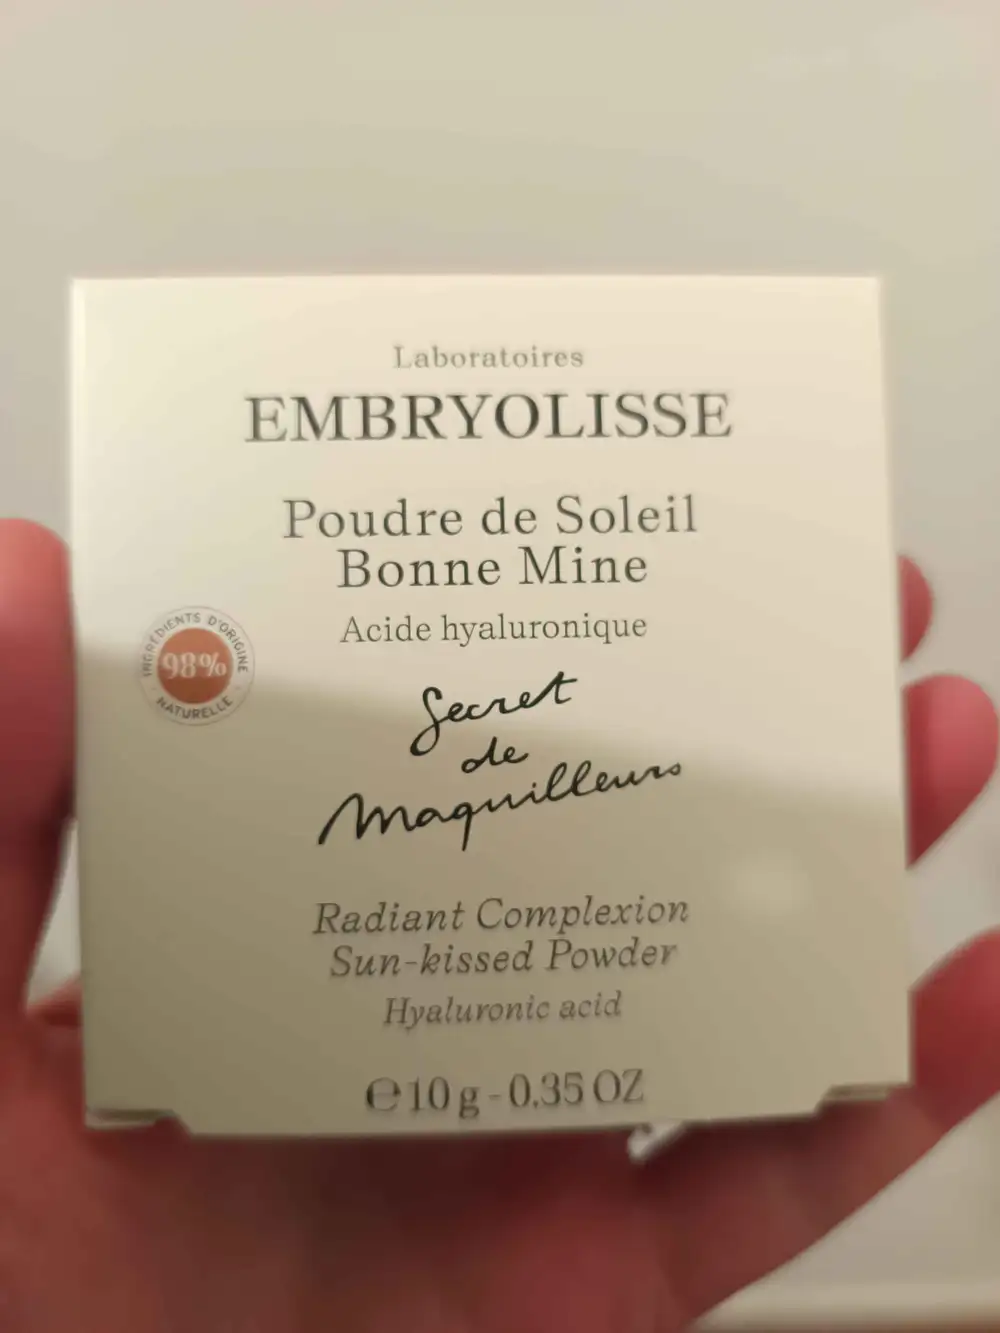 Laboratoires
EMBRYOLISSE
Poudre de Soleil
Bonne Mine
Acide hyaluronique
INGRÉDIENTS D'ORIGINE
98%
NATURELLE
Secret
de
Maquilleurs
Radiant Complexion
Sun-kissed Powder
Hyaluronic acid
℮10 g - 0.35 OZ